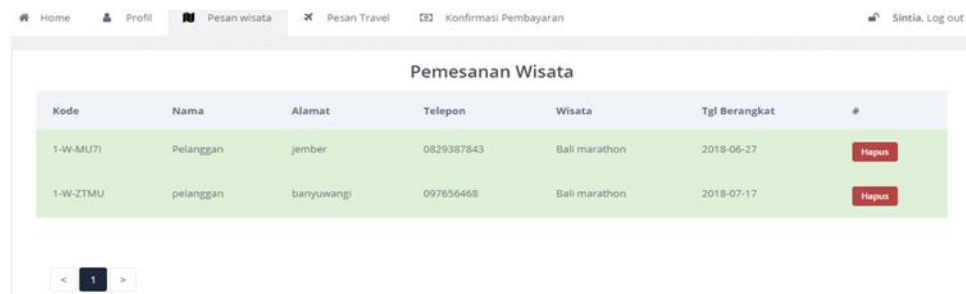 Home Profil Pesan wisata Pesan Travel Konfirmasi Pembayaran Sintia, Log out
Pemesanan Wisata
Kode Nama Alamat Telepon Wisata Tgl Berangkat #
1-W-MU7I Pelanggan jember 0829387843 Bali marathon 2018-06-27 Hapus
1-W-ZTMU pelanggan banyuwangi 097656468 Bali marathon 2018-07-17 Hapus
< 1 >